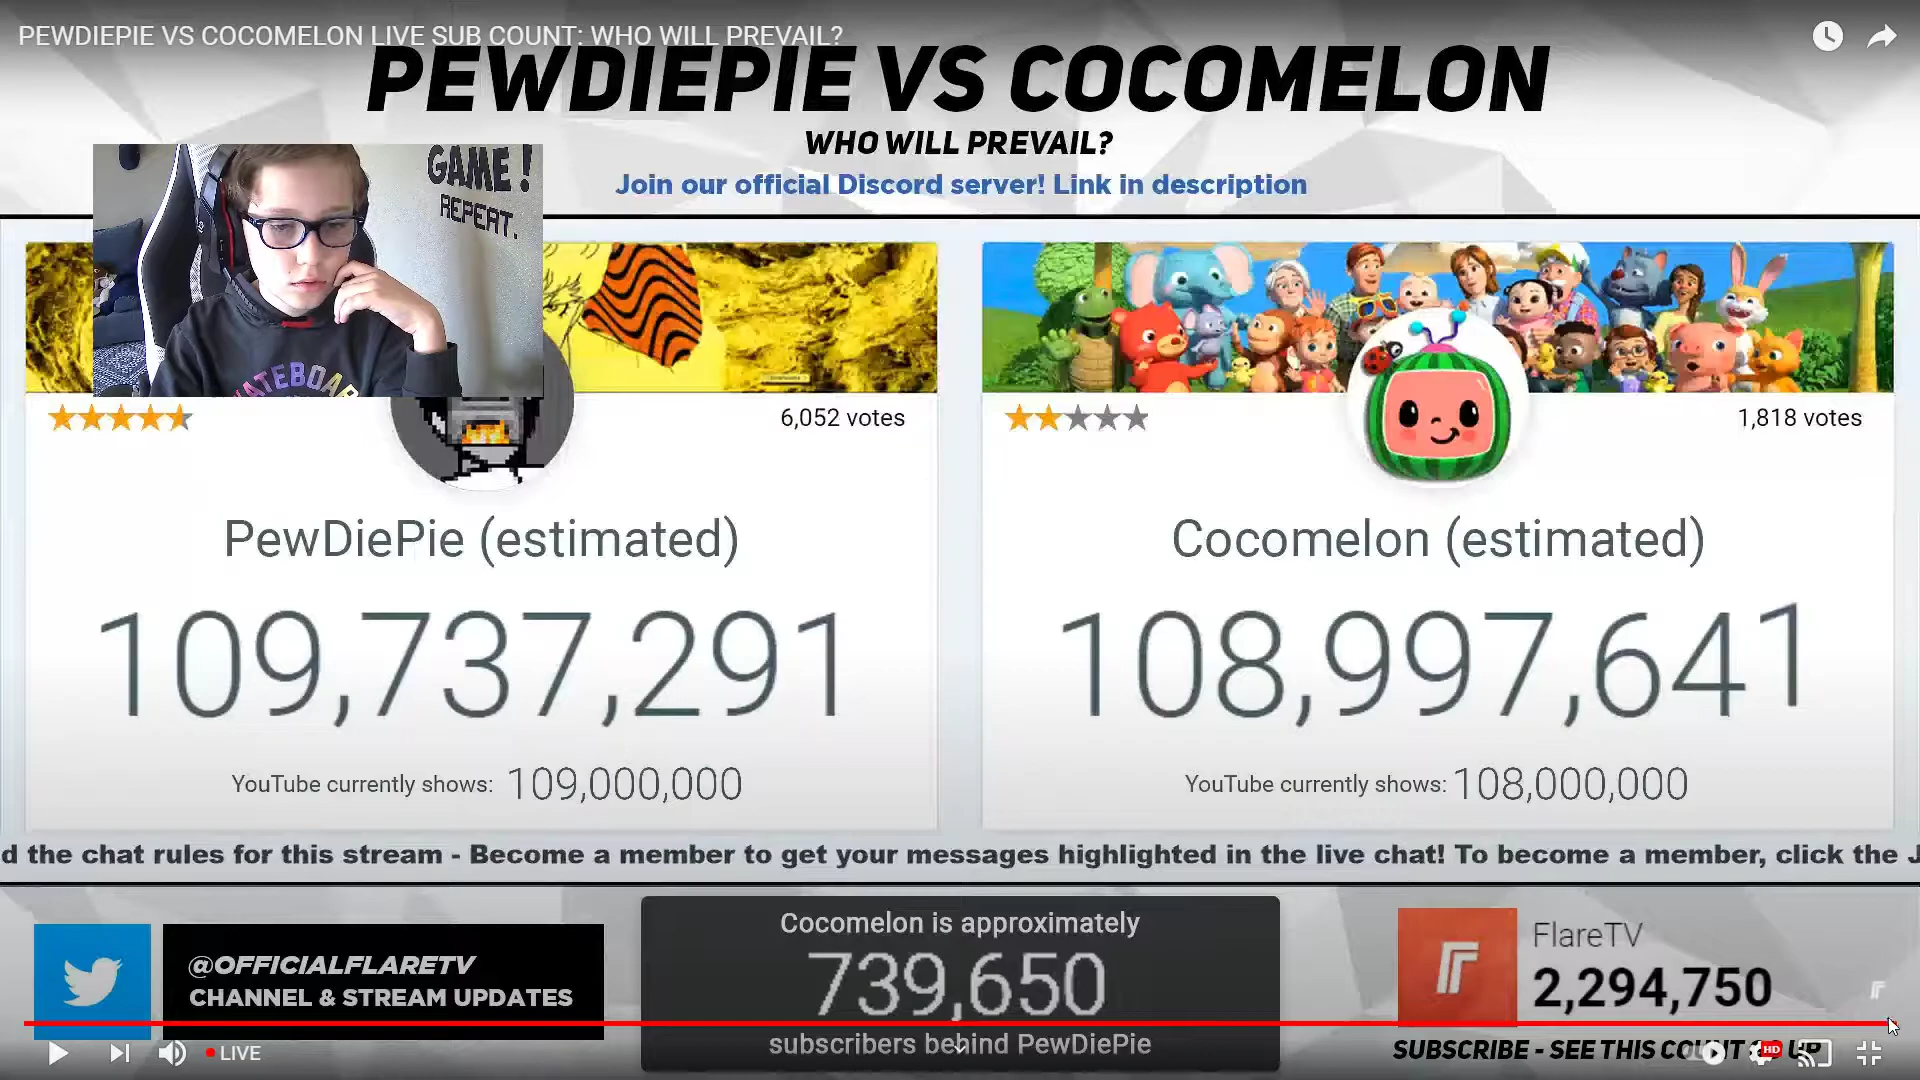 PEWDIEPIE VS COCOMELON LIVE SUB COUNT: WHO WILL PREVAIL?
PEWDIEPIE VS COCOMELON
WHO WILL PREVAIL?
Join our official Discord server! Link in description
GAME!
REPEAT.
6,052 votes
1,818 votes
PewDiePie (estimated)
109,737,291
YouTube currently shows: 109,000,000
Cocomelon (estimated)
108,997,641
YouTube currently shows: 108,000,000
d the chat rules for this stream - Become a member to get your messages highlighted in the live chat! To become a member, click the J
@OFFICIALFLARETV
CHANNEL & STREAM UPDATES
Cocomelon is approximately
739,650
subscribers behind PewDiePie
FlareTV
2,294,750
SUBSCRIBE - SEE THIS COUNT GO UP
LIVE
HD